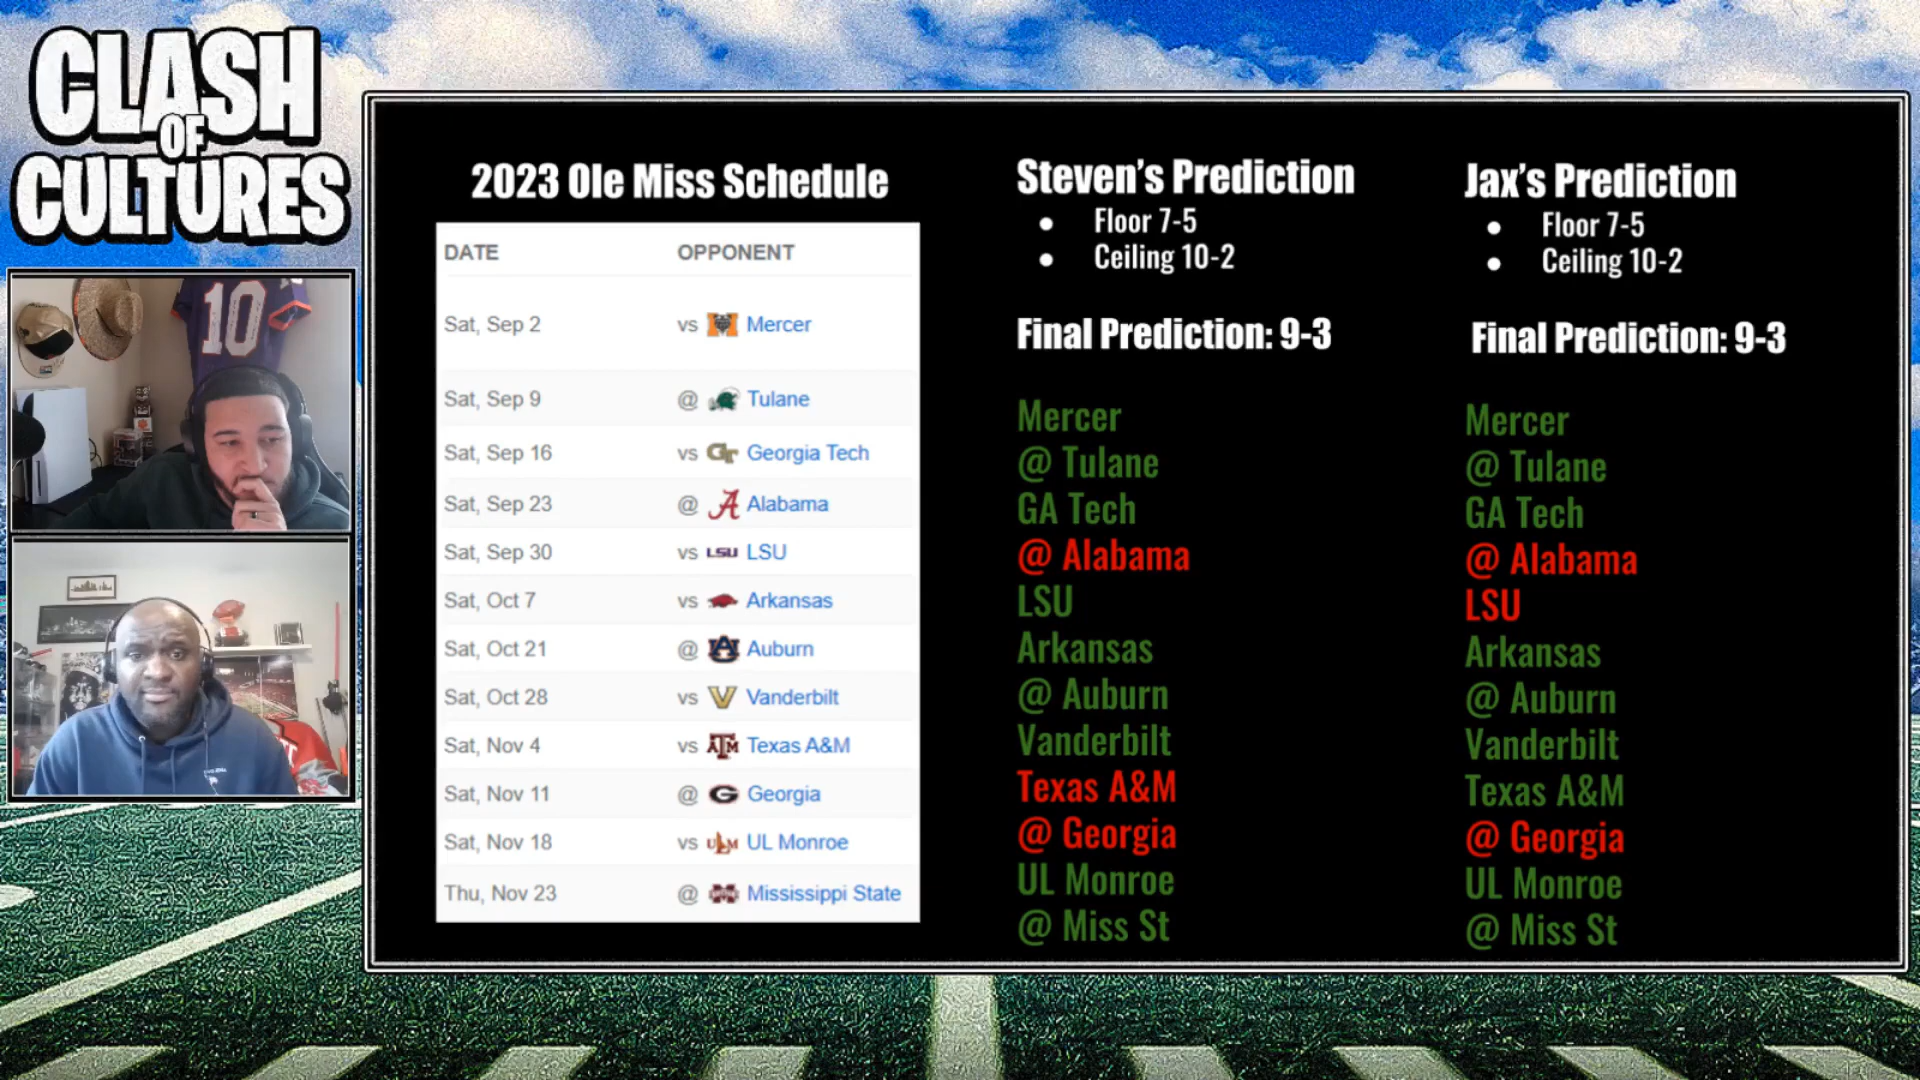 CLASH
OF
CULTURES
10
2023 Ole Miss Schedule
DATE OPPONENT
Sat, Sep 2 vs Mercer
Sat, Sep 9 @ Tulane
Sat, Sep 16 vs GT Georgia Tech
Sat, Sep 23 @ A Alabama
Sat, Sep 30 vs LSU LSU
Sat, Oct 7 vs Arkansas
Sat, Oct 21 @ AU Auburn
Sat, Oct 28 vs V Vanderbilt
Sat, Nov 4 vs ATM Texas A&M
Sat, Nov 11 @ G Georgia
Sat, Nov 18 vs ULM UL Monroe
Thu, Nov 23 @ Mississippi State
Steven's Prediction
• Floor 7-5
• Ceiling 10-2
Final Prediction: 9-3
Mercer
@ Tulane
GA Tech
@ Alabama
LSU
Arkansas
@ Auburn
Vanderbilt
Texas A&M
@ Georgia
UL Monroe
@ Miss St
Jax's Prediction
• Floor 7-5
• Ceiling 10-2
Final Prediction: 9-3
Mercer
@ Tulane
GA Tech
@ Alabama
LSU
Arkansas
@ Auburn
Vanderbilt
Texas A&M
@ Georgia
UL Monroe
@ Miss St